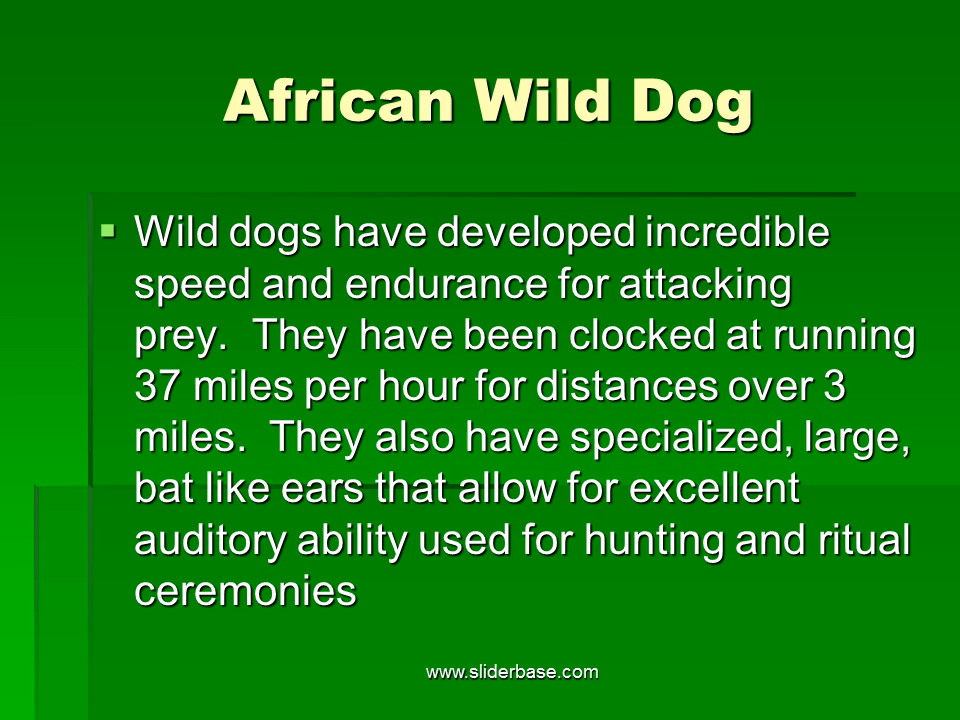 African Wild Dog
▪ Wild dogs have developed incredible
speed and endurance for attacking
prey.  They have been clocked at running
37 miles per hour for distances over 3
miles.  They also have specialized, large,
bat like ears that allow for excellent
auditory ability used for hunting and ritual
ceremonies
www.sliderbase.com